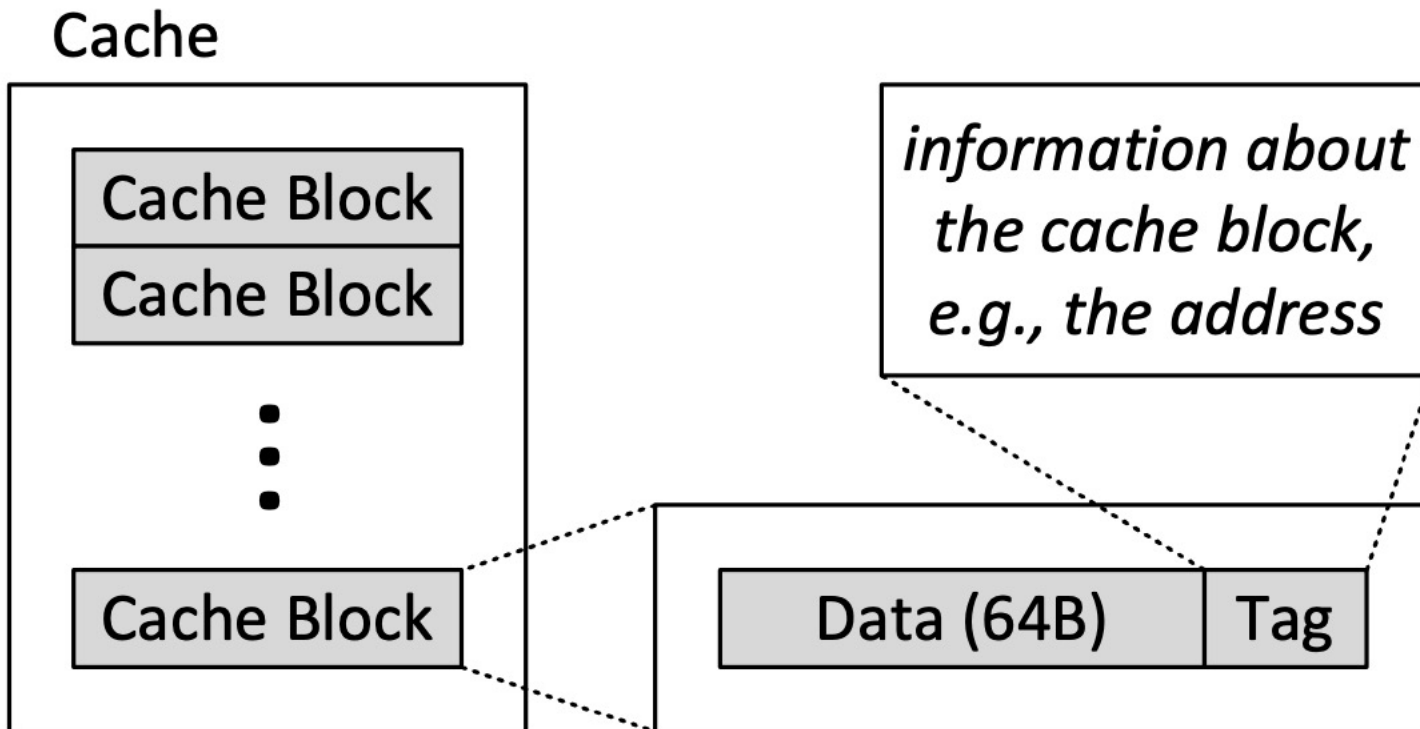 Cache
Cache Block
Cache Block
Cache Block
information about
the cache block,
e.g., the address
Data (64B)
Tag